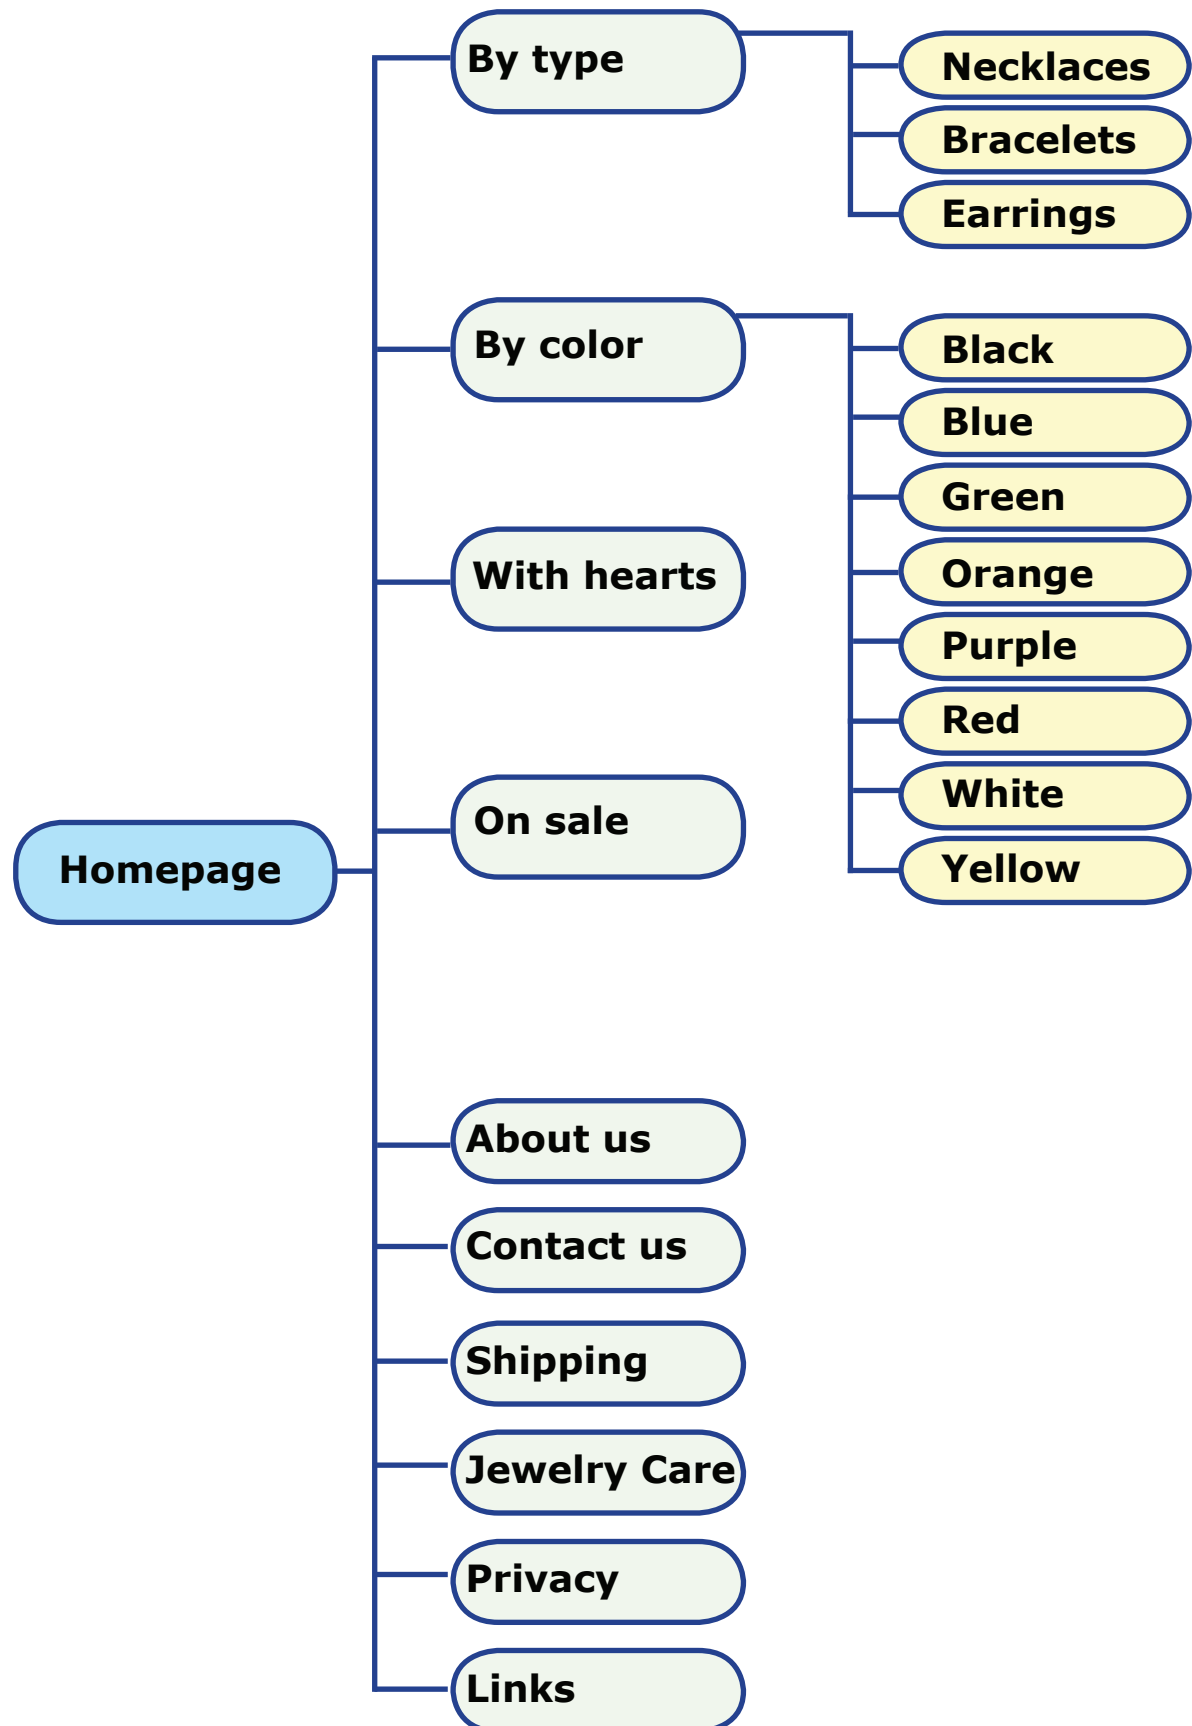 By type
Necklaces
Bracelets
Earrings
By color
Black
Blue
Green
Orange
Purple
Red
White
Yellow
With hearts
On sale
Homepage
About us
Contact us
Shipping
Jewelry Care
Privacy
Links